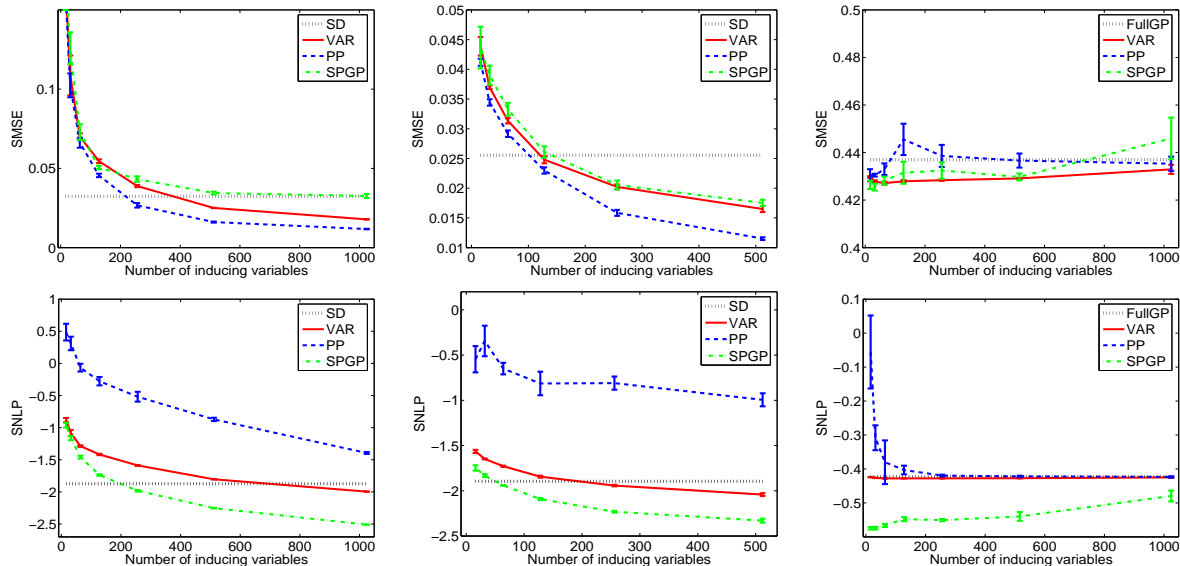 0.1
0.05
0
0 200 400 600 800 1000
SMSE
Number of inducing variables
SD
VAR
PP
SPGP
0.05
0.045
0.04
0.035
0.03
0.025
0.02
0.015
0.01
0 100 200 300 400 500
SMSE
Number of inducing variables
SD
VAR
PP
SPGP
0.5
0.48
0.46
0.44
0.42
0.4
0 200 400 600 800 1000
SMSE
Number of inducing variables
FullGP
VAR
PP
SPGP
1
0.5
0
−0.5
−1
−1.5
−2
−2.5
0 200 400 600 800 1000
SNLP
Number of inducing variables
SD
VAR
PP
SPGP
0
−0.5
−1
−1.5
−2
−2.5
0 100 200 300 400 500
SNLP
Number of inducing variables
SD
VAR
PP
SPGP
0.1
0
−0.1
−0.2
−0.3
−0.4
−0.5
0 200 400 600 800 1000
SNLP
Number of inducing variables
FullGP
VAR
PP
SPGP